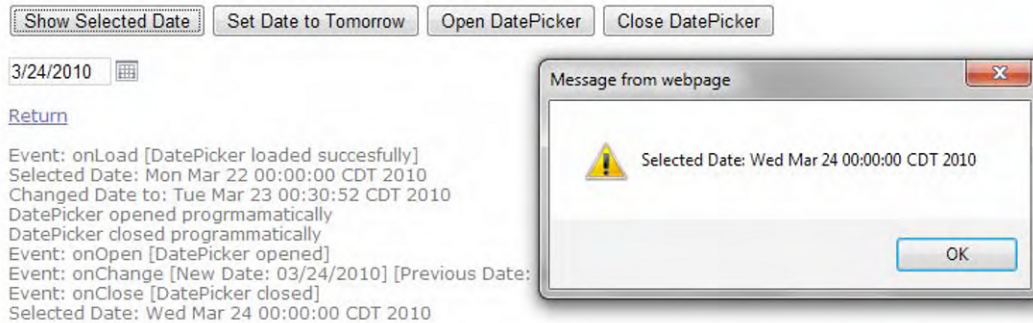 Show Selected Date Set Date to Tomorrow Open DatePicker Close DatePicker
3/24/2010
Return
Event: onLoad [DatePicker loaded succesfully]
Selected Date: Mon Mar 22 00:00:00 CDT 2010
Changed Date to: Tue Mar 23 00:30:52 CDT 2010
DatePicker opened progrmamatically
DatePicker closed programmatically
Event: onOpen [DatePicker opened]
Event: onChange [New Date: 03/24/2010] [Previous Date:
Event: onClose [DatePicker closed]
Selected Date: Wed Mar 24 00:00:00 CDT 2010
Message from webpage
Selected Date: Wed Mar 24 00:00:00 CDT 2010
OK